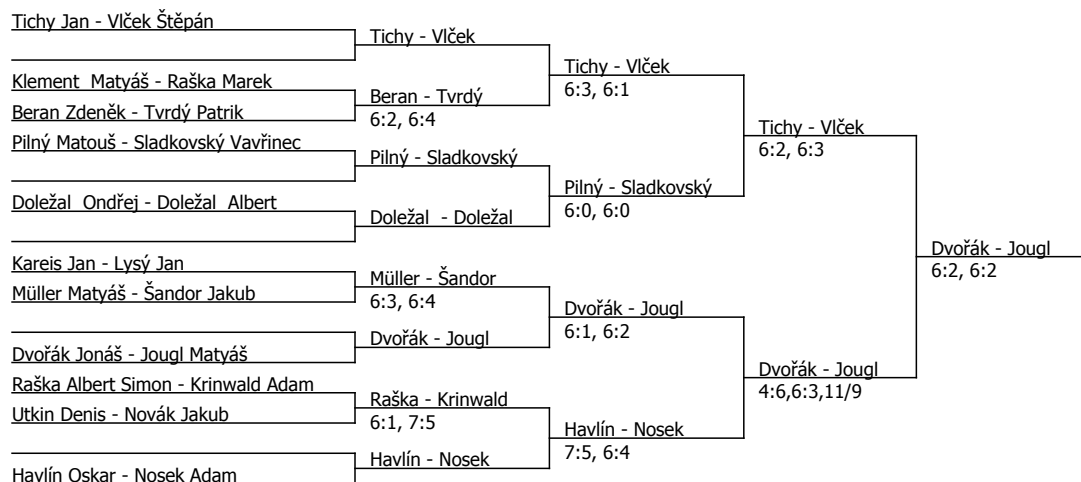 Tichy Jan - Vlček Štěpán
Klement  Matyáš - Raška Marek
Beran Zdeněk - Tvrdý Patrik
Pilný Matouš - Sladkovský Vavřinec
Doležal  Ondřej - Doležal  Albert
Kareis Jan - Lysý Jan
Müller Matyáš - Šandor Jakub
Dvořák Jonáš - Jougl Matyáš
Raška Albert Simon - Krinwald Adam
Utkin Denis - Novák Jakub
Havlín Oskar - Nosek Adam
Tichy - Vlček
Beran - Tvrdý
6:2, 6:4
Pilný - Sladkovský
Doležal  - Doležal
Müller - Šandor
6:3, 6:4
Dvořák - Jougl
Raška - Krinwald
6:1, 7:5
Havlín - Nosek
Tichy - Vlček
6:3, 6:1
Pilný - Sladkovský
6:0, 6:0
Dvořák - Jougl
6:1, 6:2
Havlín - Nosek
7:5, 6:4
Tichy - Vlček
6:2, 6:3
Dvořák - Jougl
4:6,6:3,11/9
Dvořák - Jougl
6:2, 6:2